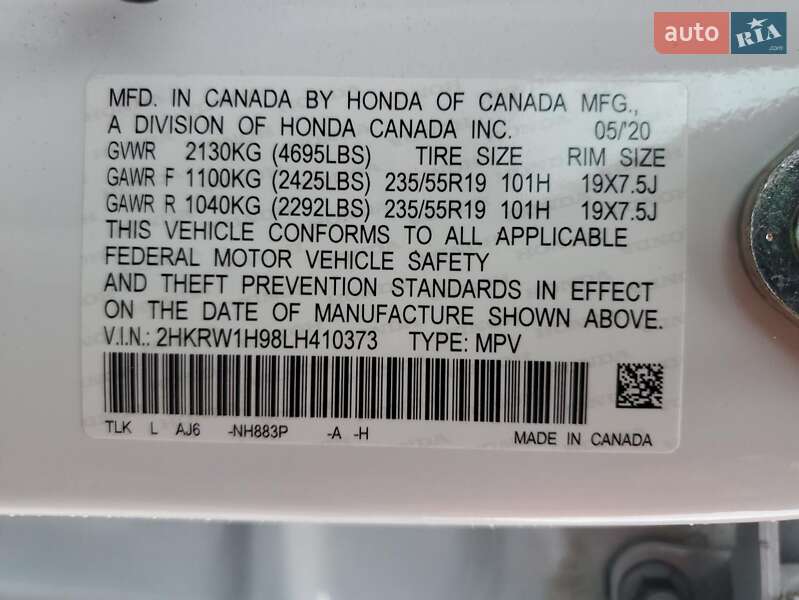 auto RIA .com
MFD. IN CANADA BY HONDA OF CANADA MFG.,
A DIVISION OF HONDA CANADA INC. 05/'20
GVWR 2130KG (4695LBS) TIRE SIZE RIM SIZE
GAWR F 1100KG (2425LBS) 235/55R19 101H 19X7.5J
GAWR R 1040KG (2292LBS) 235/55R19 101H 19X7.5J
THIS VEHICLE CONFORMS TO ALL APPLICABLE
FEDERAL MOTOR VEHICLE SAFETY
AND THEFT PREVENTION STANDARDS IN EFFECT
ON THE DATE OF MANUFACTURE SHOWN ABOVE.
V.I.N.: 2HKRW1H98LH410373 TYPE: MPV
TLK L AJ6 -NH883P -A -H
MADE IN CANADA